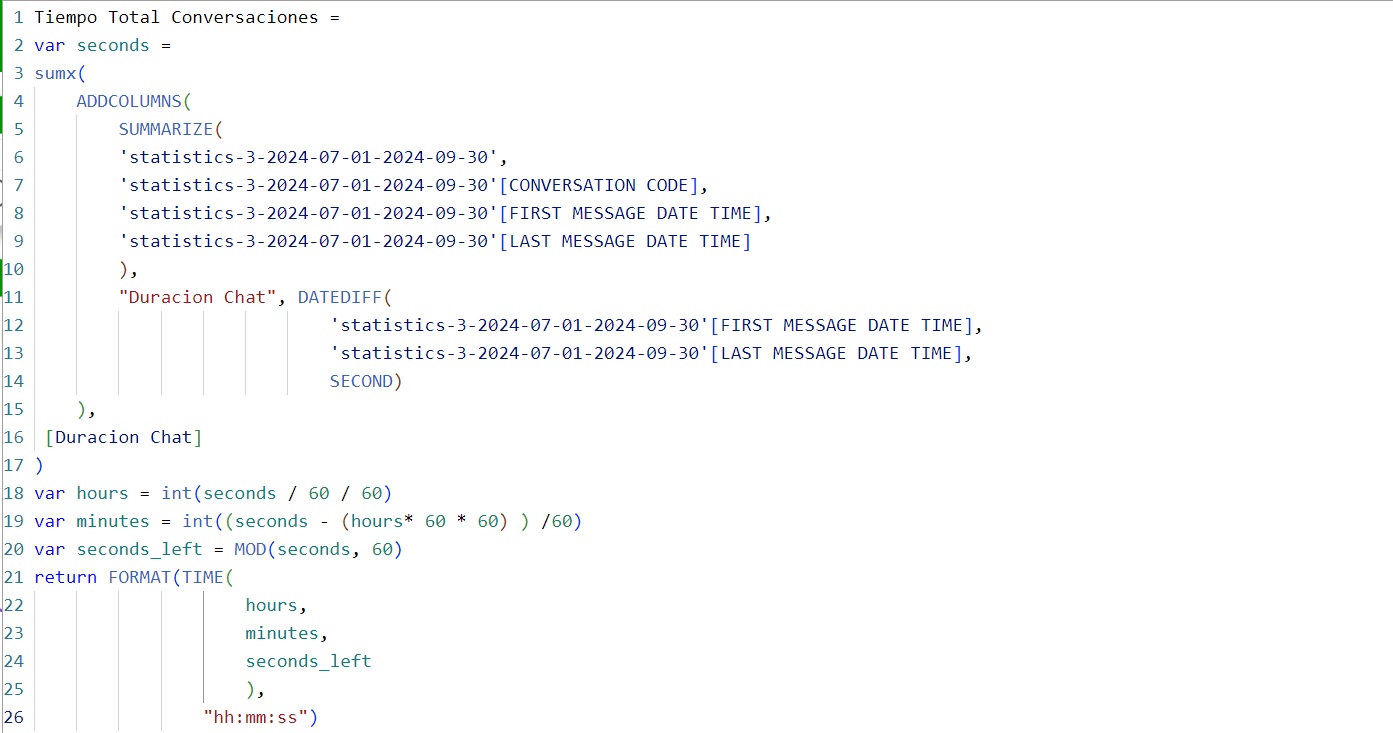 1 Tiempo Total Conversaciones =
2 var seconds =
3 sumx(
4 ADDCOLUMNS(
5 SUMMARIZE(
6 'statistics-3-2024-07-01-2024-09-30',
7 'statistics-3-2024-07-01-2024-09-30'[CONVERSATION CODE],
8 'statistics-3-2024-07-01-2024-09-30'[FIRST MESSAGE DATE TIME],
9 'statistics-3-2024-07-01-2024-09-30'[LAST MESSAGE DATE TIME]
10 ),
11 "Duracion Chat", DATEDIFF(
12 'statistics-3-2024-07-01-2024-09-30'[FIRST MESSAGE DATE TIME],
13 'statistics-3-2024-07-01-2024-09-30'[LAST MESSAGE DATE TIME],
14 SECOND)
15 ),
16 [Duracion Chat]
17 )
18 var hours = int(seconds / 60 / 60)
19 var minutes = int((seconds - (hours* 60 * 60) ) /60)
20 var seconds_left = MOD(seconds, 60)
21 return FORMAT(TIME(
22 hours,
23 minutes,
24 seconds_left
25 ),
26 "hh:mm:ss")